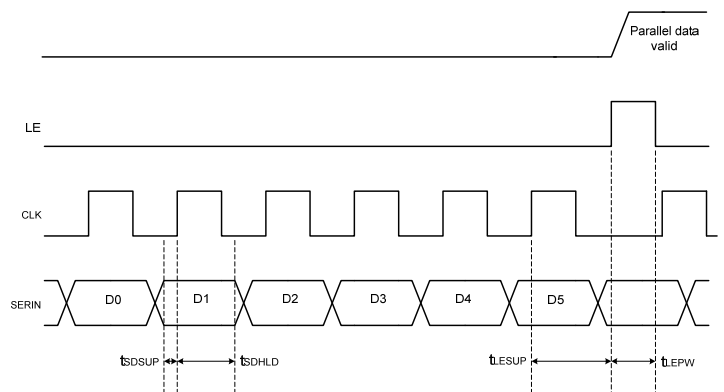 Parallel data
valid
LE
CLK
SERIN
D0
D1
D2
D3
D4
D5
tSDSUP
tSDHLD
tLESUP
tLEPW